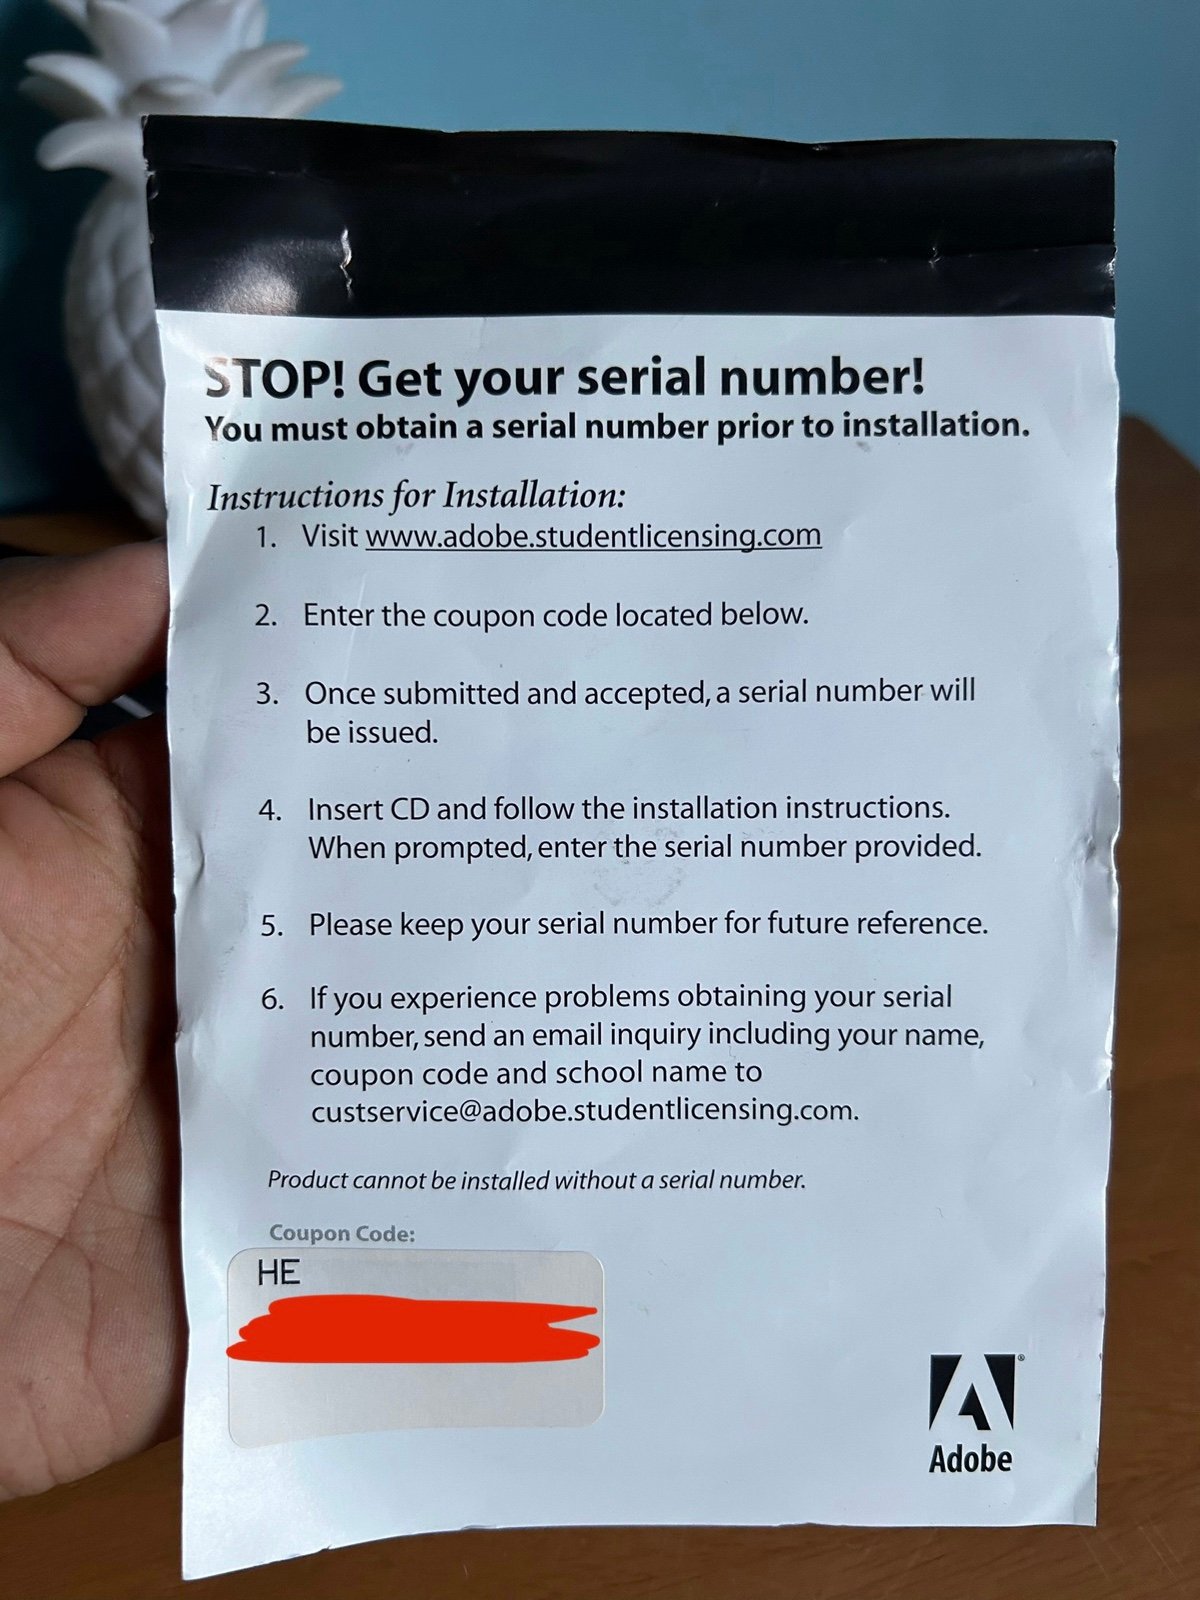 STOP! Get your serial number!
You must obtain a serial number prior to installation.
Instructions for Installation:
1. Visit www.adobe.studentlicensing.com
2. Enter the coupon code located below.
3. Once submitted and accepted, a serial number will
be issued.
4. Insert CD and follow the installation instructions.
When prompted, enter the serial number provided.
5. Please keep your serial number for future reference.
6. If you experience problems obtaining your serial
number, send an email inquiry including your name,
coupon code and school name to
custservice@adobe.studentlicensing.com.
Product cannot be installed without a serial number.
Coupon Code:
HE
Adobe